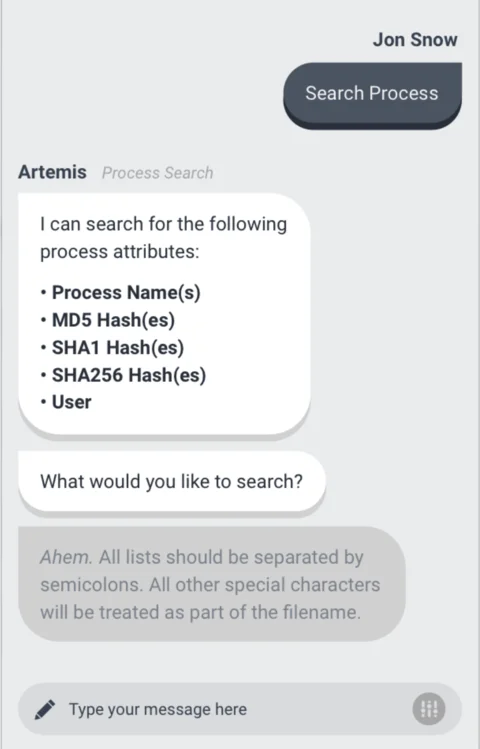 Jon Snow
Search Process
Artemis Process Search
I can search for the following
process attributes:
• Process Name(s)
• MD5 Hash(es)
• SHA1 Hash(es)
• SHA256 Hash(es)
• User
What would you like to search?
Ahem. All lists should be separated by
semicolons. All other special characters
will be treated as part of the filename.
Type your message here